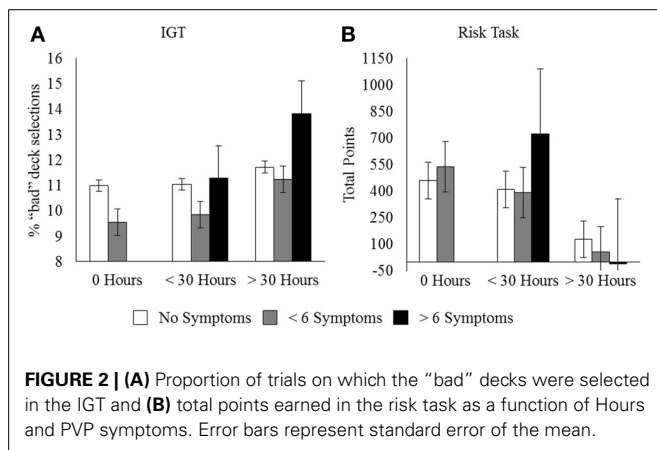 A IGT B Risk Task
16
15
14
13
12
11
10
9
8
% "bad" deck selections
0 Hours < 30 Hours > 30 Hours
1150
1000
850
700
550
400
250
100
-50
Total Points
0 Hours < 30 Hours > 30 Hours
No Symptoms < 6 Symptoms > 6 Symptoms
FIGURE 2 | (A) Proportion of trials on which the “bad” decks were selected
in the IGT and (B) total points earned in the risk task as a function of Hours
and PVP symptoms. Error bars represent standard error of the mean.